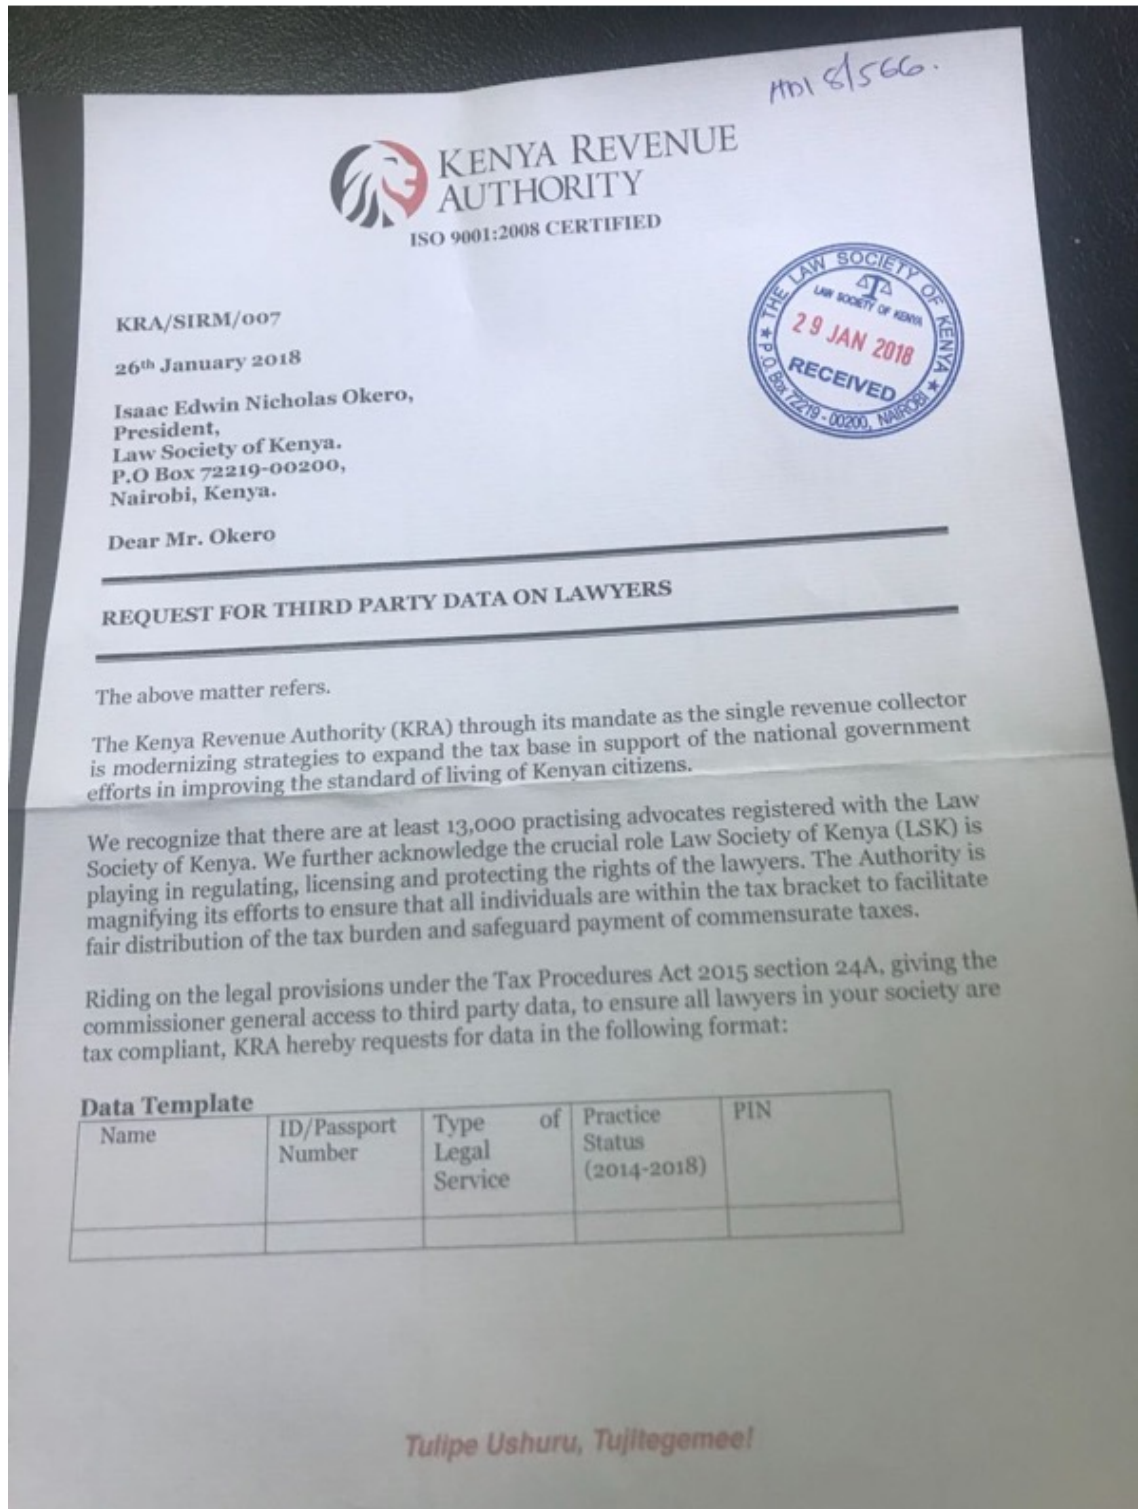 8/566.
KENYA REVENUE
AUTHORITY
ISO 9001:2008 CERTIFIED
THE LAW SOCIETY OF KENYA
LAW SOCIETY OF KENYA
29 JAN 2018
RECEIVED
P.O. Box 72219 - 00200, NAIROBI
KRA/SIRM/007
26th January 2018
Isaac Edwin Nicholas Okero,
President,
Law Society of Kenya.
P.O Box 72219-00200,
Nairobi, Kenya.
Dear Mr. Okero
REQUEST FOR THIRD PARTY DATA ON LAWYERS
The above matter refers.
The Kenya Revenue Authority (KRA) through its mandate as the single revenue collector
is modernizing strategies to expand the tax base in support of the national government
efforts in improving the standard of living of Kenyan citizens.
We recognize that there are at least 13,000 practising advocates registered with the Law
Society of Kenya. We further acknowledge the crucial role Law Society of Kenya (LSK) is
playing in regulating, licensing and protecting the rights of the lawyers. The Authority is
magnifying its efforts to ensure that all individuals are within the tax bracket to facilitate
fair distribution of the tax burden and safeguard payment of commensurate taxes.
Riding on the legal provisions under the Tax Procedures Act 2015 section 24A, giving the
commissioner general access to third party data, to ensure all lawyers in your society are
tax compliant, KRA hereby requests for data in the following format:
Data Template
Name
ID/Passport
Number
Type of
Legal
Service
Practice
Status
(2014-2018)
PIN
Tulipe Ushuru, Tujitegemee!